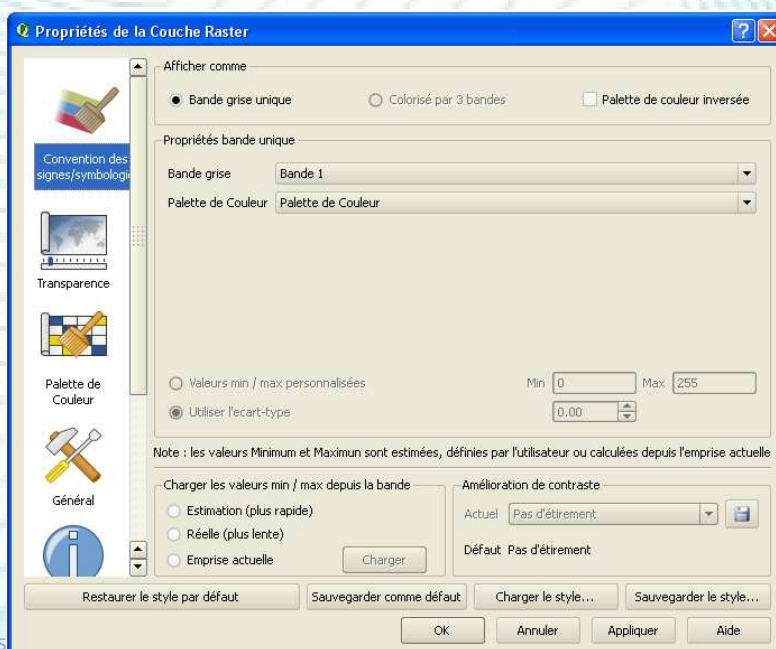 Propriétés de la Couche Raster
Afficher comme
Bande grise unique
Colorisé par 3 bandes
Palette de couleur inversée
Convention des
signes/symbologi
Transparence
Palette de
Couleur
Général
Propriétés bande unique
Bande grise Bande 1
Palette de Couleur Palette de Couleur
Valeurs min / max personnalisées Min 0 Max 255
Utiliser l'ecart-type 0.00
Note : les valeurs Minimum et Maximun sont estimées, définies par l'utilisateur ou calculées depuis l'emprise actuelle
Charger les valeurs min / max depuis la bande
Estimation (plus rapide)
Réelle (plus lente)
Emprise actuelle Charger
Amélioration de contraste
Actuel Pas d'étirement
Défaut Pas d'étirement
Restaurer le style par défaut Sauvegarder comme défaut Charger le style... Sauvegarder le style...
OK Annuler Appliquer Aide